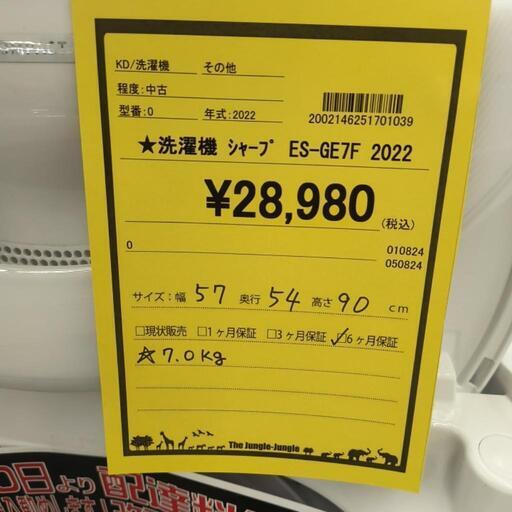 KD/洗濯機 その他
程度:中古
型番:0 年式:2022
2002146251701039
★洗濯機 ｼｬｰﾌﾟ ES-GE7F 2022
¥28,980
(税込)
0 010824
050824
サイズ:幅 57 奥行 54 高さ 90 cm
□現状販売 □1ヶ月保証 □3ヶ月保証 ☑6ヶ月保証
☆7.0kg
The Jungle-Jungle
日より配達料